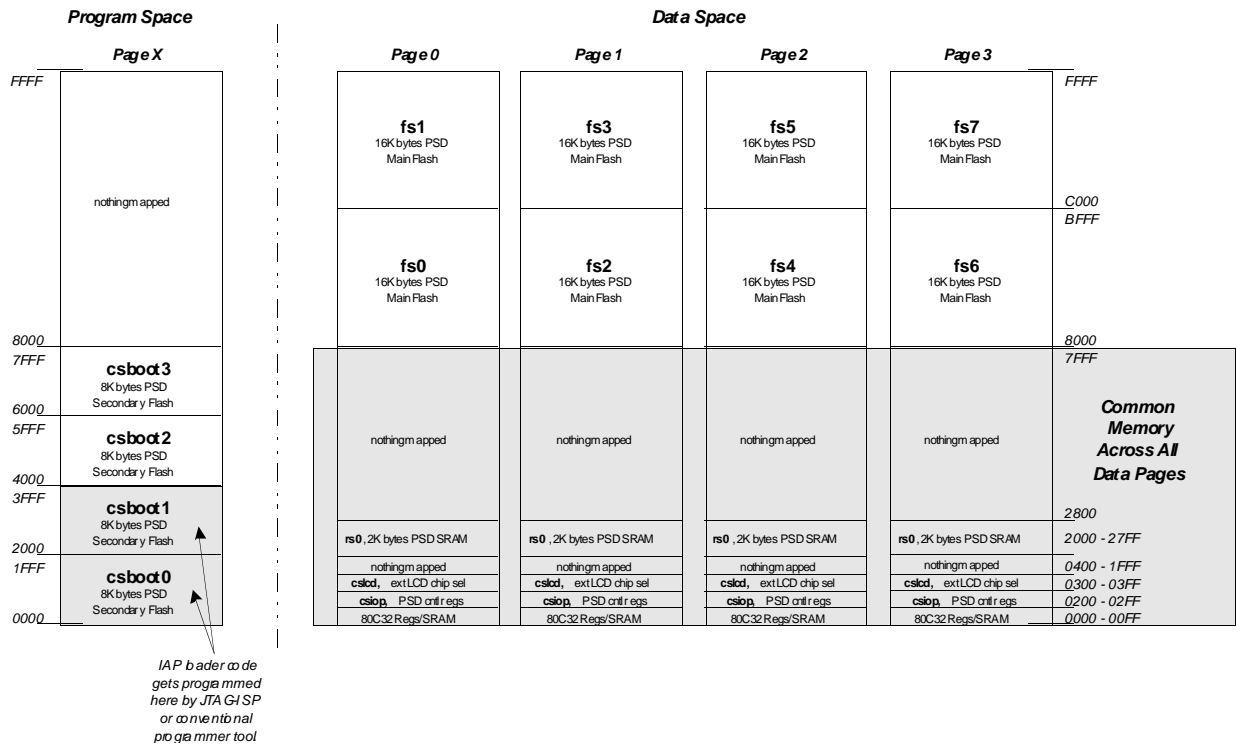 Program Space
Data Space
Page X
Page 0
Page 1
Page 2
Page 3
FFFF
nothing mapped
8000
7FFF
csboot3
8K bytes PSD
Secondary Flash
6000
5FFF
csboot2
8K bytes PSD
Secondary Flash
4000
3FFF
csboot1
8K bytes PSD
Secondary Flash
2000
1FFF
csboot0
8K bytes PSD
Secondary Flash
0000
IAP loader code
gets programmed
here by JTAG-ISP
or conventional
programmer tool.
fs1
16K bytes PSD
Main Flash
fs0
16K bytes PSD
Main Flash
nothing mapped
rs0, 2K bytes PSD SRAM
nothing mapped
cslcd, ext LCD chip sel
csiop, PSD cntl regs
80C32 Regs/SRAM
fs3
16K bytes PSD
Main Flash
fs2
16K bytes PSD
Main Flash
nothing mapped
rs0, 2K bytes PSD SRAM
nothing mapped
cslcd, ext LCD chip sel
csiop, PSD cntl regs
80C32 Regs/SRAM
fs5
16K bytes PSD
Main Flash
fs4
16K bytes PSD
Main Flash
nothing mapped
rs0, 2K bytes PSD SRAM
nothing mapped
cslcd, ext LCD chip sel
csiop, PSD cntl regs
80C32 Regs/SRAM
fs7
16K bytes PSD
Main Flash
fs6
16K bytes PSD
Main Flash
nothing mapped
rs0, 2K bytes PSD SRAM
nothing mapped
cslcd, ext LCD chip sel
csiop, PSD cntl regs
80C32 Regs/SRAM
FFFF
C000
BFFF
8000
7FFF
Common
Memory
Across All
Data Pages
2800
2000 - 27FF
0400 - 1FFF
0300 - 03FF
0200 - 02FF
0000 - 00FF